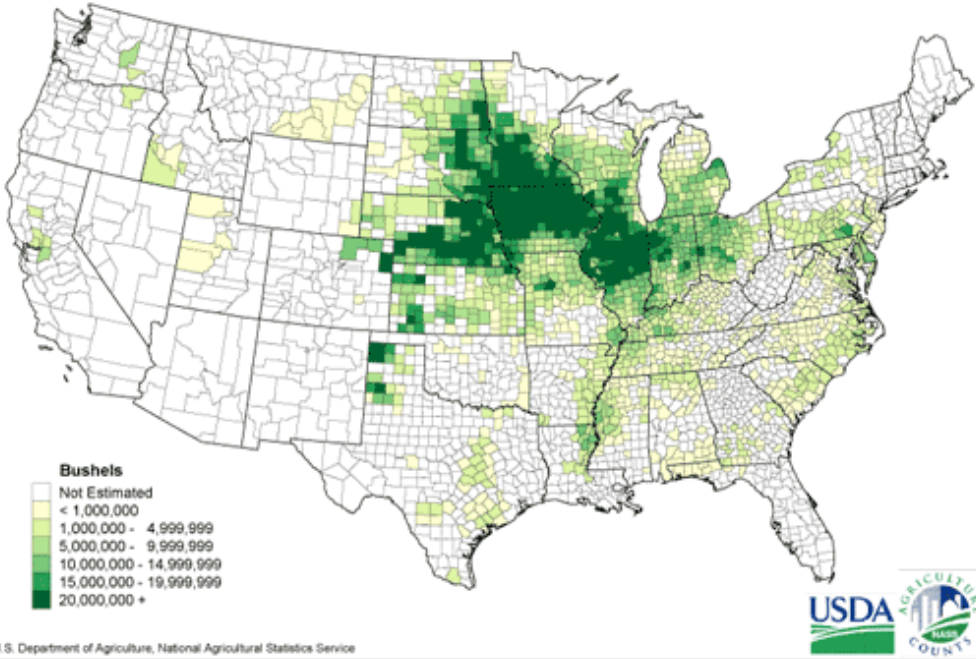 Bushels
Not Estimated
< 1,000,000
1,000,000 - 4,999,999
5,000,000 - 9,999,999
10,000,000 - 14,999,999
15,000,000 - 19,999,999
20,000,000 +
.S. Department of Agriculture, National Agricultural Statistics Service
USDA
AGRICULTURE
NASS
COUNTS